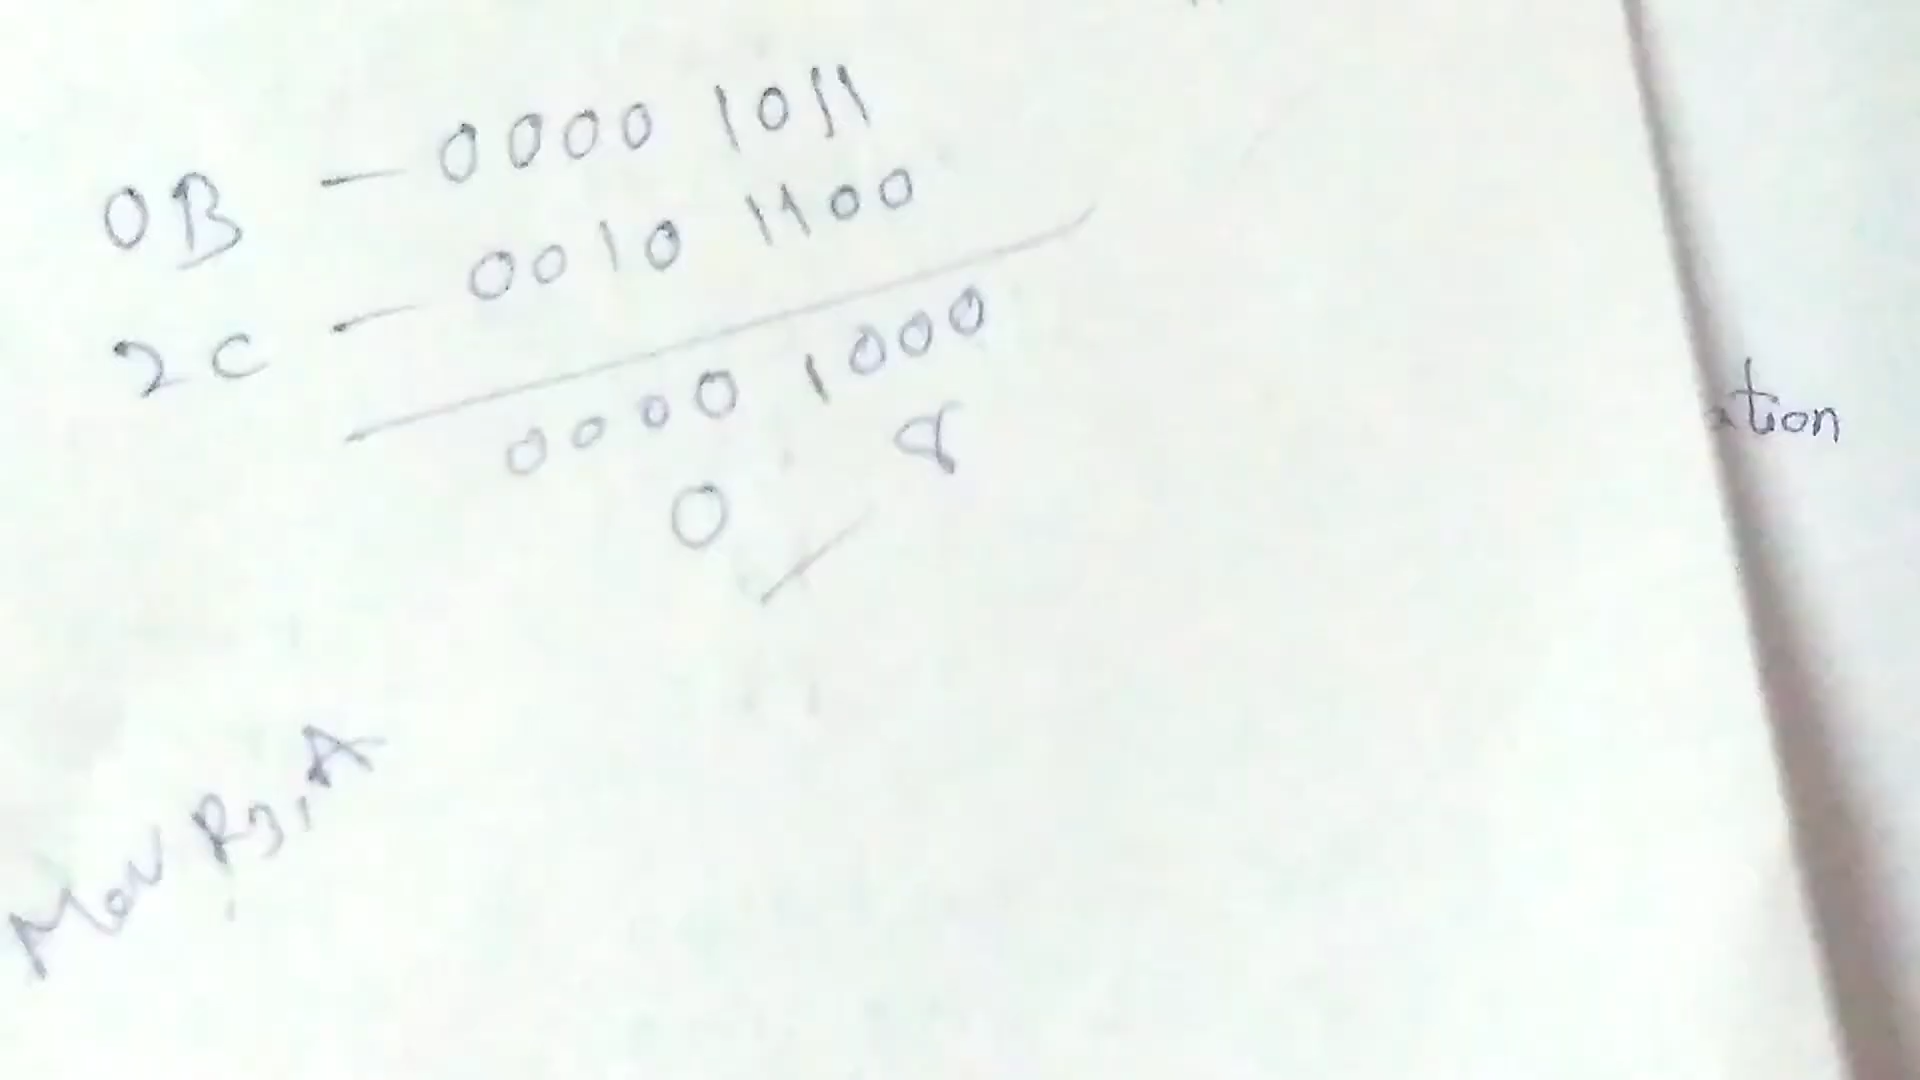 0B — 0000 1011
2C — 0010 1100
0000 1000
0 8
Mov R3, A
ation